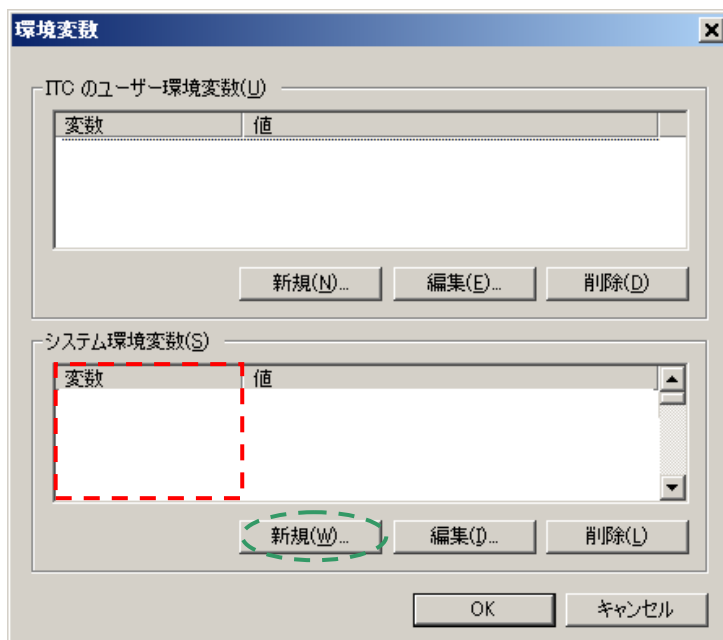 環境変数
ITC のユーザー環境変数(U)
変数 値
新規(N)... 編集(E)... 削除(D)
システム環境変数(S)
変数 値
新規(W)... 編集(I)... 削除(L)
OK キャンセル